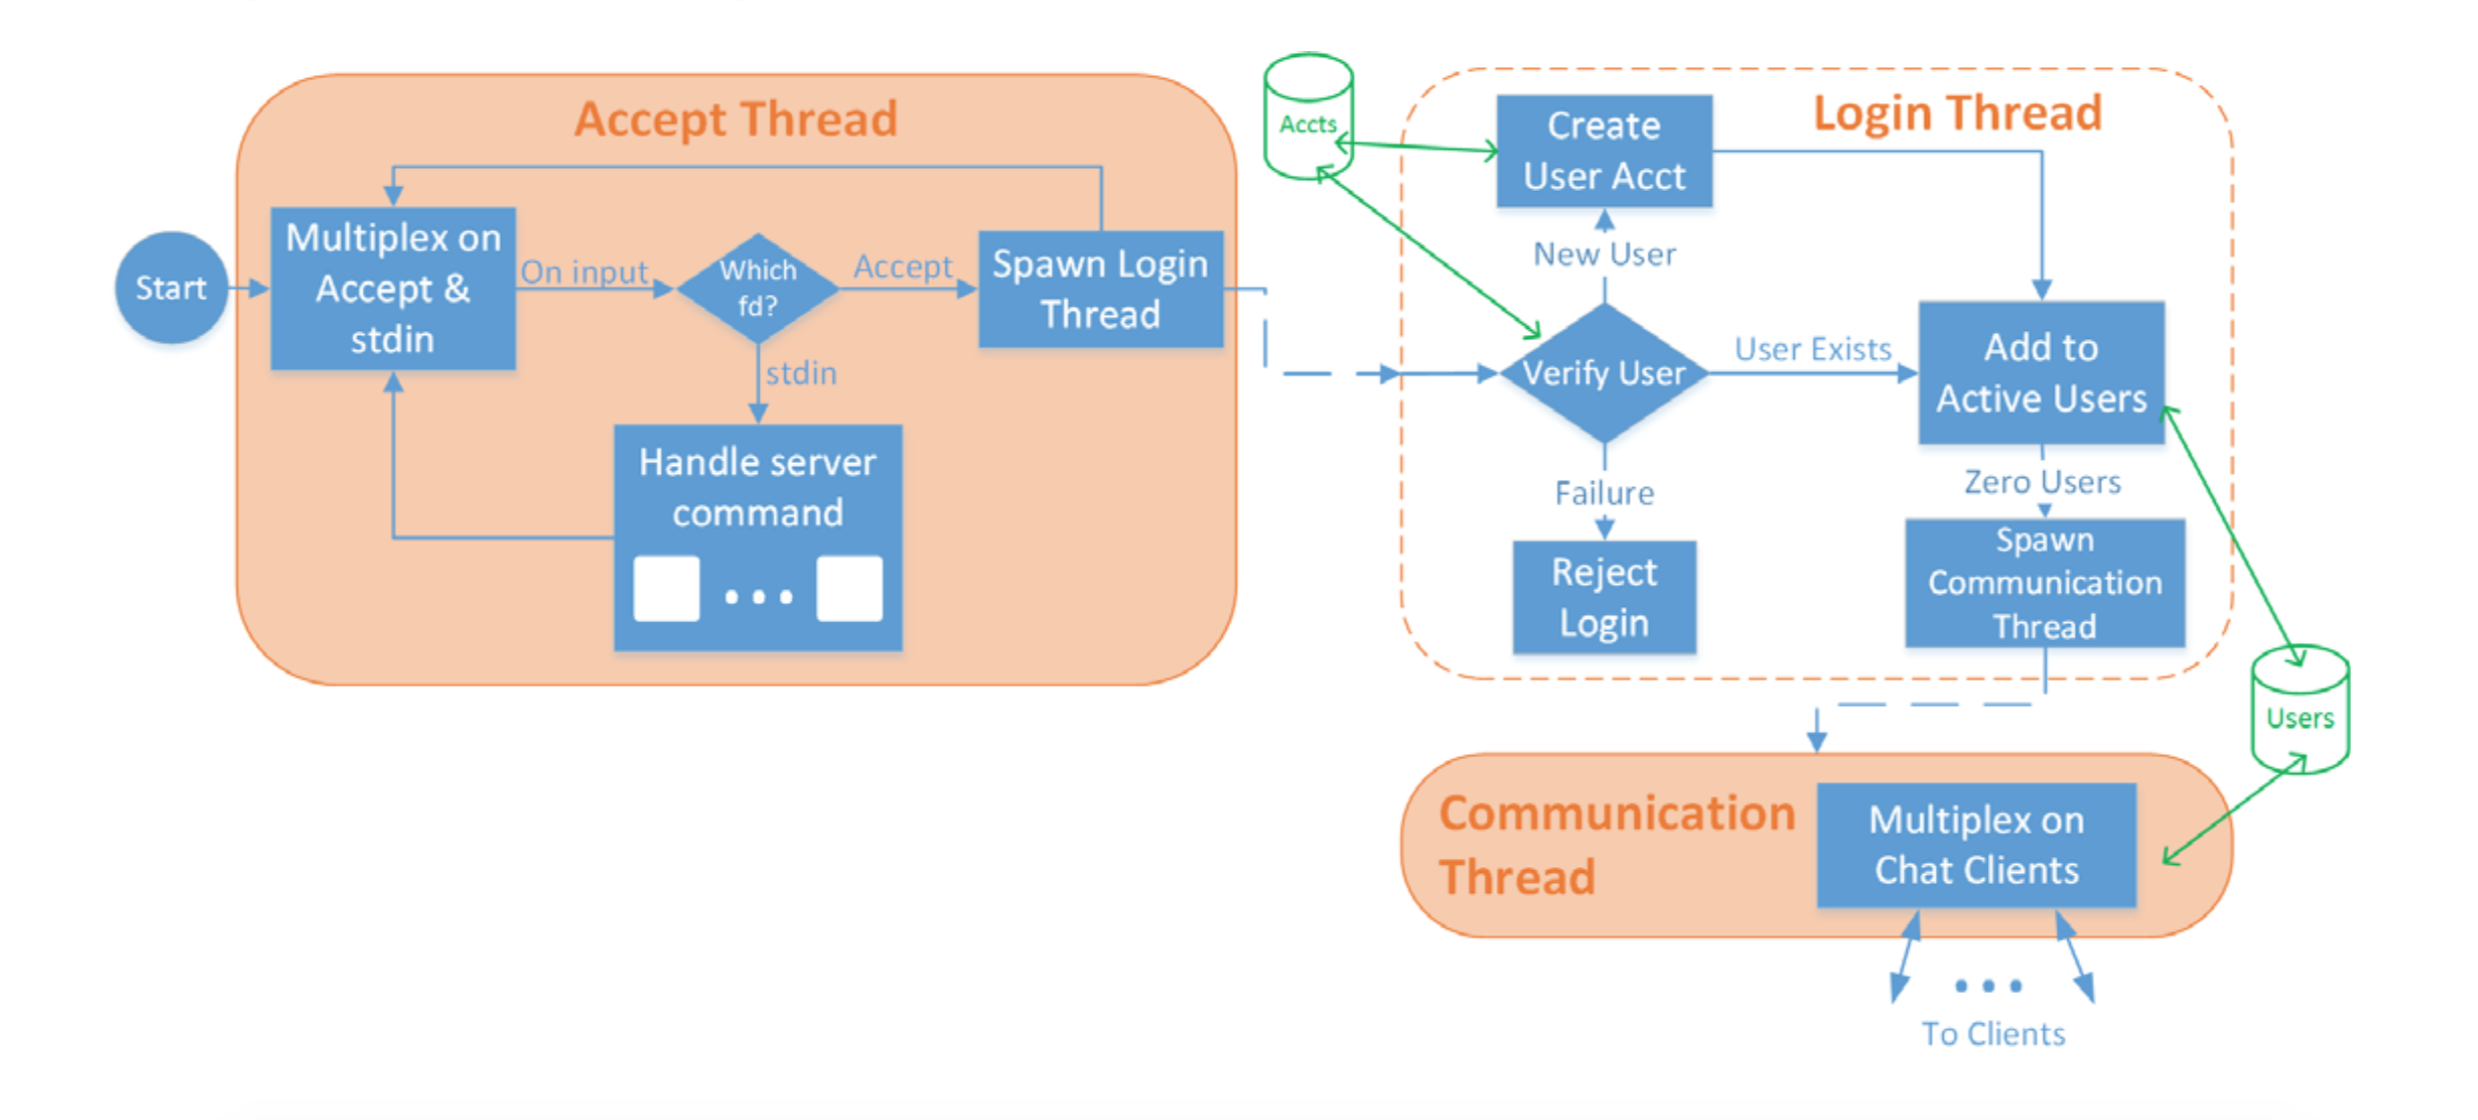 Accept Thread
Start
Multiplex on
Accept &
stdin
On input
Which
fd?
Accept
Spawn Login
Thread
stdin
Handle server
command
Accts
Login Thread
Create
User Acct
New User
Verify User
User Exists
Add to
Active Users
Failure
Reject
Login
Zero Users
Spawn
Communication
Thread
Users
Communication
Thread
Multiplex on
Chat Clients
To Clients